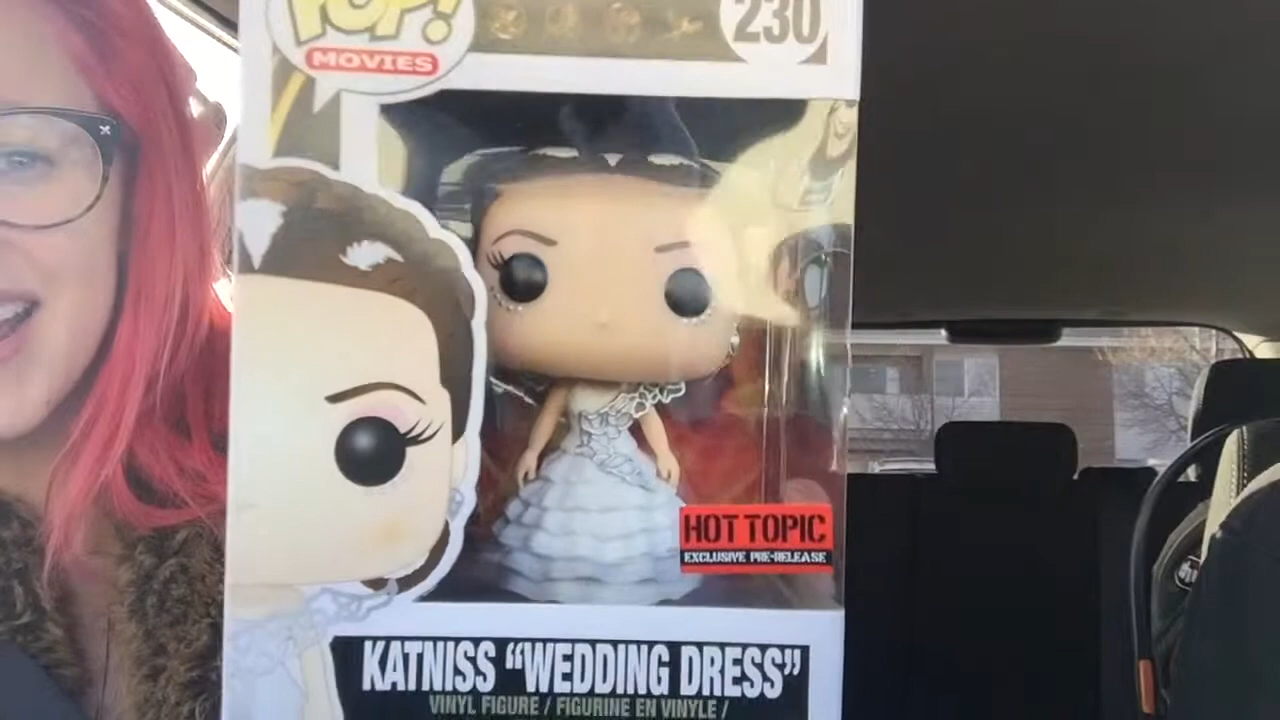 POP!
MOVIES
230
HOT TOPIC
EXCLUSIVE PRE-RELEASE
KATNISS “WEDDING DRESS”
VINYL FIGURE / FIGURINE EN VINYLE /